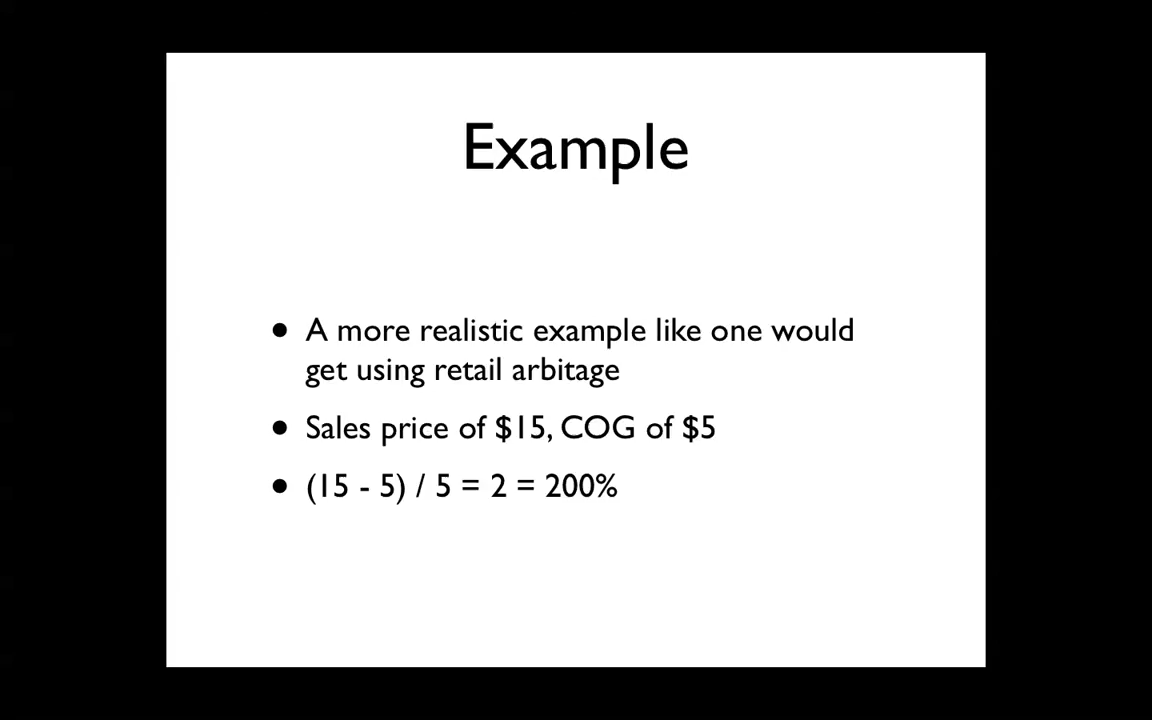 Example
• A more realistic example like one would
get using retail arbitage
• Sales price of $15, COG of $5
• (15 - 5) / 5 = 2 = 200%